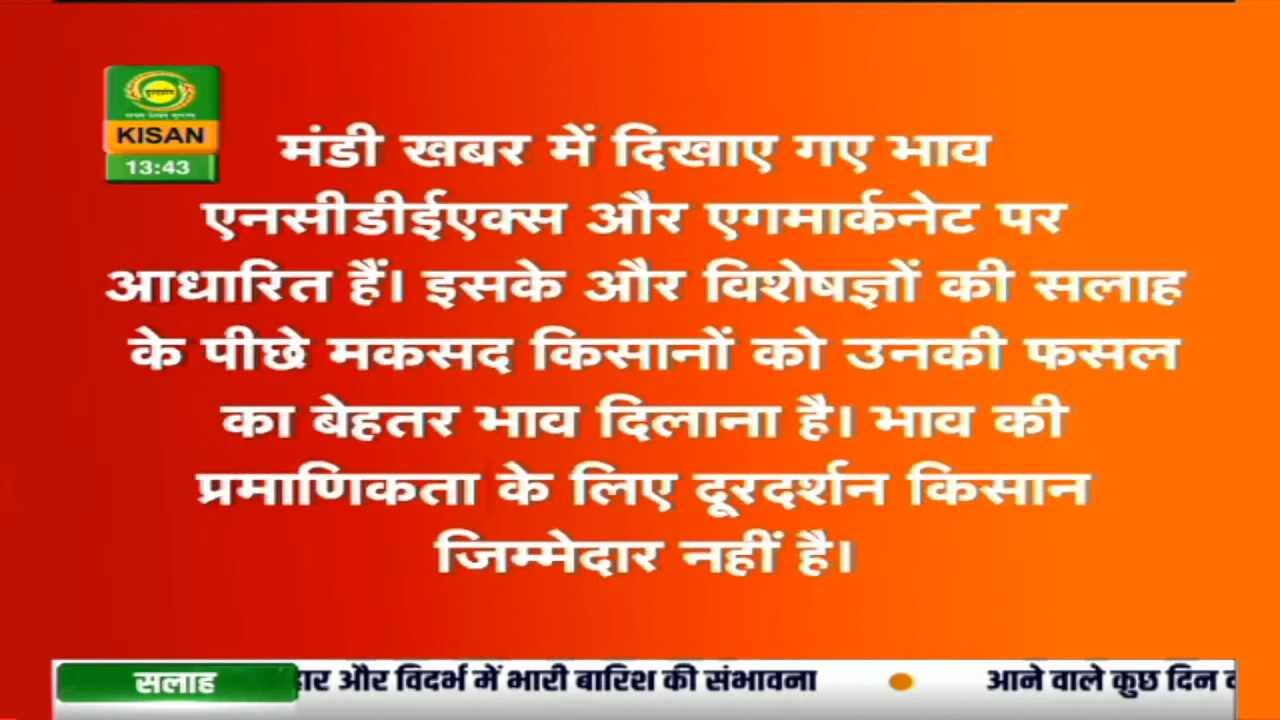 KISAN
13:43
मंडी खबर में दिखाए गए भाव
एनसीडीईएक्स और एगमार्कनेट पर
आधारित हैं। इसके और विशेषज्ञों की सलाह
के पीछे मकसद किसानों को उनकी फसल
का बेहतर भाव दिलाना है। भाव की
प्रमाणिकता के लिए दूरदर्शन किसान
जिम्मेदार नहीं है।
सलाह
और विदर्भ में भारी बारिश की संभावना
आने वाले कुछ दिन